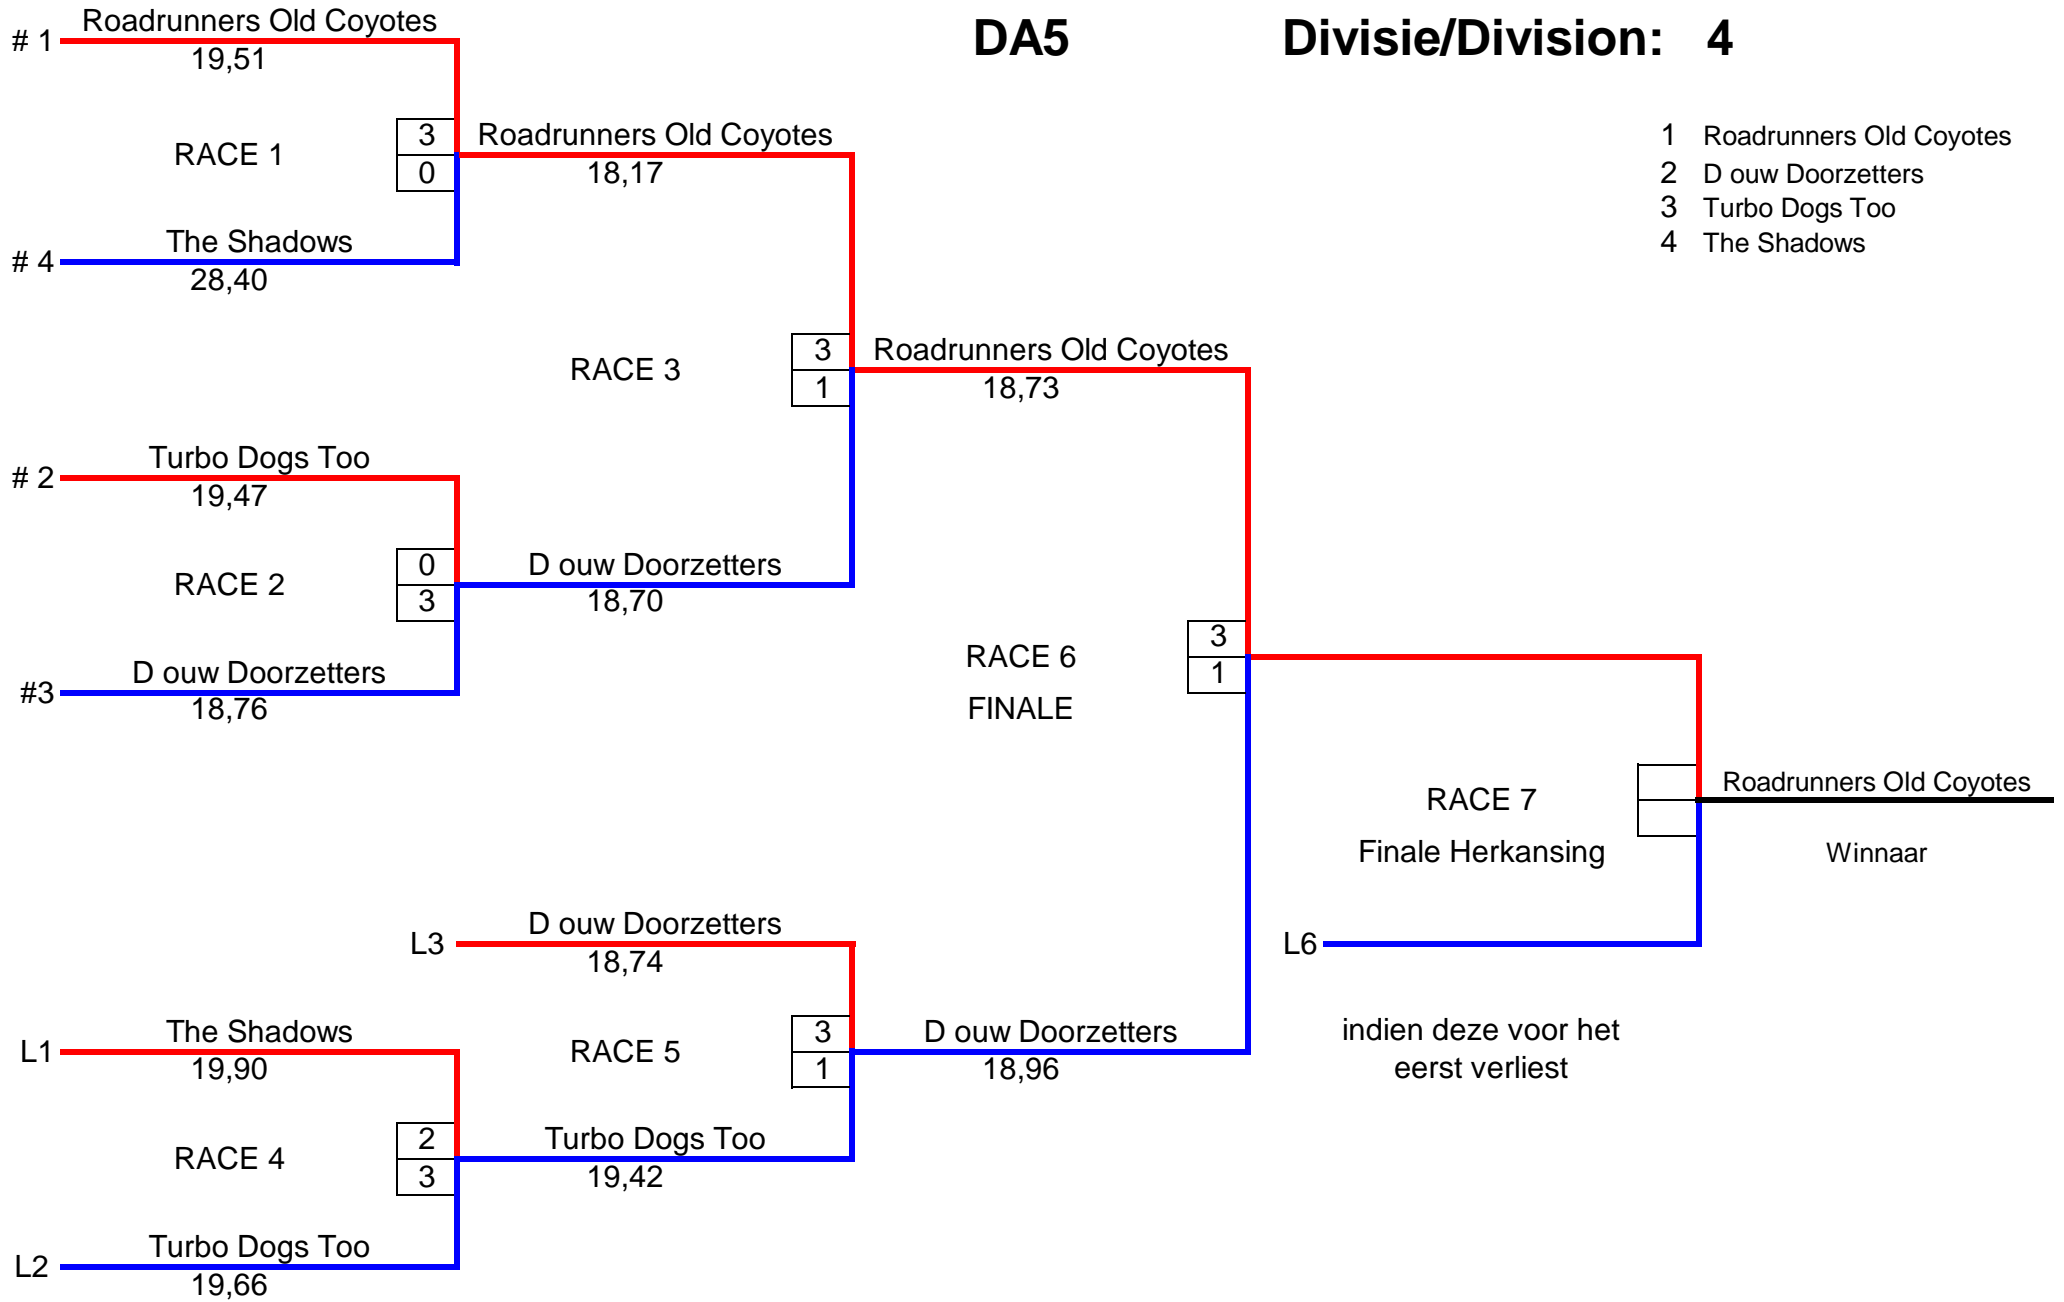 DA5 Divisie/Division: 4
# 1 Roadrunners Old Coyotes
19,51
RACE 1
3
0
# 4 The Shadows
28,40
Roadrunners Old Coyotes
18,17
1 Roadrunners Old Coyotes
2 D ouw Doorzetters
3 Turbo Dogs Too
4 The Shadows
RACE 3
3
1
Roadrunners Old Coyotes
18,73
# 2 Turbo Dogs Too
19,47
RACE 2
0
3
#3 D ouw Doorzetters
18,76
D ouw Doorzetters
18,70
RACE 6
FINALE
3
1
RACE 7
Finale Herkansing
Roadrunners Old Coyotes
Winnaar
L6
indien deze voor het
eerst verliest
L3 D ouw Doorzetters
18,74
RACE 5
3
1
D ouw Doorzetters
18,96
L1 The Shadows
19,90
RACE 4
2
3
Turbo Dogs Too
19,42
L2 Turbo Dogs Too
19,66